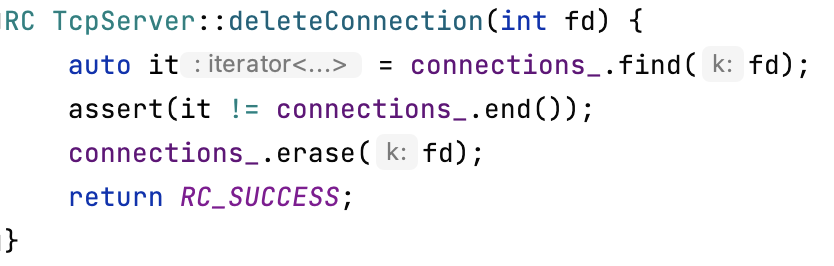 RC TcpServer::deleteConnection(int fd) {
auto it : iterator<...> = connections_.find( k: fd);
assert(it != connections_.end());
connections_.erase( k: fd);
return RC_SUCCESS;
}